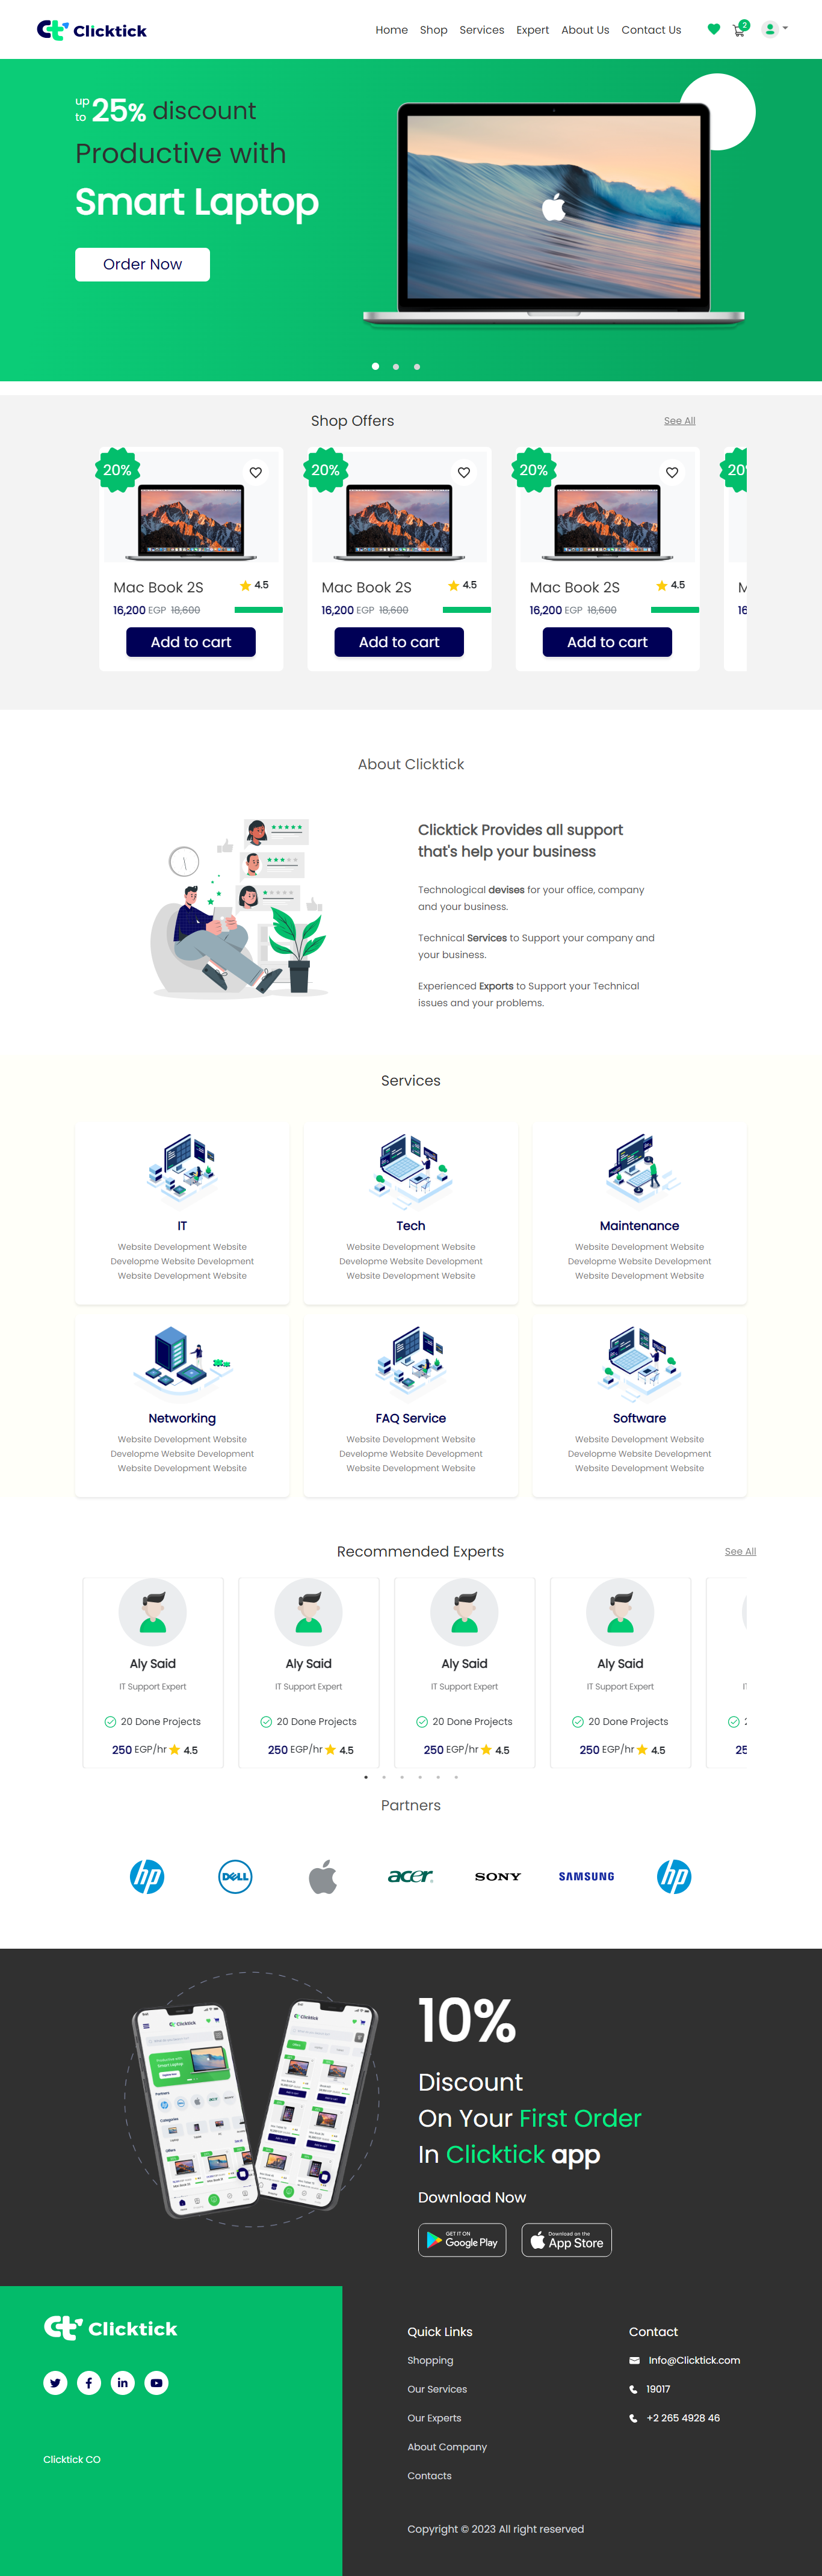 Clicktick
Home Shop Services Expert About Us Contact Us
2
up to 25% discount
Productive with
Smart Laptop
Order Now
Shop Offers
See All
20%
20%
20%
20
Mac Book 2S 4.5
16,200 EGP 18,600
Add to cart
Mac Book 2S 4.5
16,200 EGP 18,600
Add to cart
Mac Book 2S 4.5
16,200 EGP 18,600
Add to cart
M
16
About Clicktick
Clicktick Provides all support
that's help your business
Technological devises for your office, company
and your business.
Technical Services to Support your company and
your business.
Experienced Exports to Support your Technical
issues and your problems.
Services
IT
Website Development Website
Developme Website Development
Website Development Website
Tech
Website Development Website
Developme Website Development
Website Development Website
Maintenance
Website Development Website
Developme Website Development
Website Development Website
Networking
Website Development Website
Developme Website Development
Website Development Website
FAQ Service
Website Development Website
Developme Website Development
Website Development Website
Software
Website Development Website
Developme Website Development
Website Development Website
Recommended Experts
See All
Aly Said
IT Support Expert
20 Done Projects
250 EGP/hr 4.5
Aly Said
IT Support Expert
20 Done Projects
250 EGP/hr 4.5
Aly Said
IT Support Expert
20 Done Projects
250 EGP/hr 4.5
Aly Said
IT Support Expert
20 Done Projects
250 EGP/hr 4.5
25
Partners
hp
DELL
acer
SONY
SAMSUNG
hp
10%
Discount
On Your First Order
In Clicktick app
Download Now
GET IT ON
Google Play
Download on the
App Store
Clicktick
Clicktick CO
Quick Links
Shopping
Our Services
Our Experts
About Company
Contacts
Contact
Info@Clicktick.com
19017
+2 265 4928 46
Copyright © 2023 All right reserved